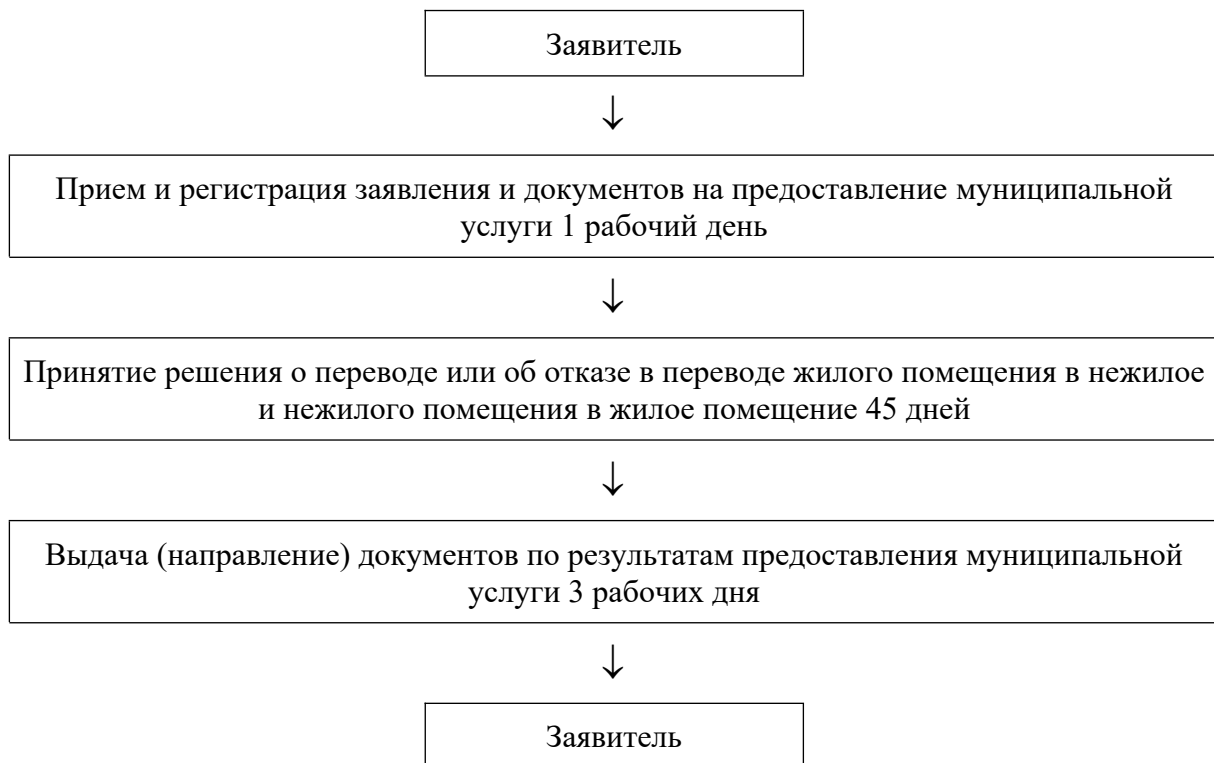 Заявитель
↓
Прием и регистрация заявления и документов на предоставление муниципальной
услуги 1 рабочий день
↓
Принятие решения о переводе или об отказе в переводе жилого помещения в нежилое
и нежилого помещения в жилое помещение 45 дней
↓
Выдача (направление) документов по результатам предоставления муниципальной
услуги 3 рабочих дня
↓
Заявитель